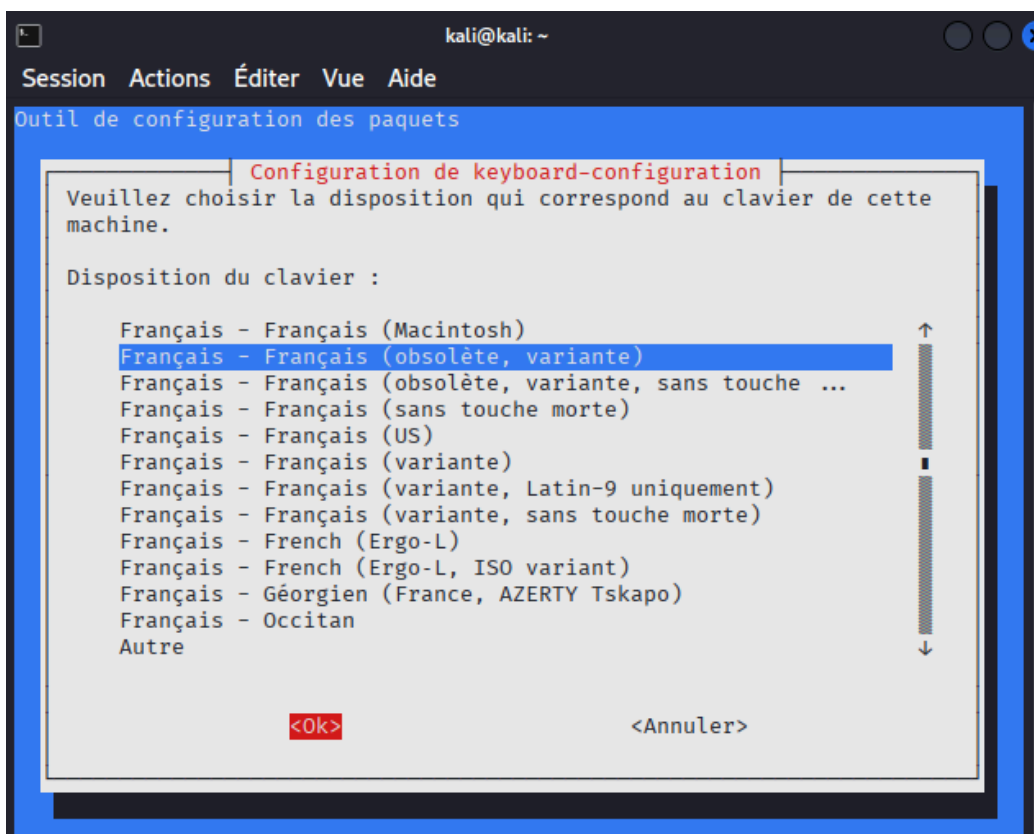 kali@kali: ~
Session Actions Éditer Vue Aide
Outil de configuration des paquets
Configuration de keyboard-configuration
Veuillez choisir la disposition qui correspond au clavier de cette
machine.
Disposition du clavier :
Français - Français (Macintosh)
Français - Français (obsolète, variante)
Français - Français (obsolète, variante, sans touche ...
Français - Français (sans touche morte)
Français - Français (US)
Français - Français (variante)
Français - Français (variante, Latin-9 uniquement)
Français - Français (variante, sans touche morte)
Français - French (Ergo-L)
Français - French (Ergo-L, ISO variant)
Français - Géorgien (France, AZERTY Tskapo)
Français - Occitan
Autre
<Ok> <Annuler>